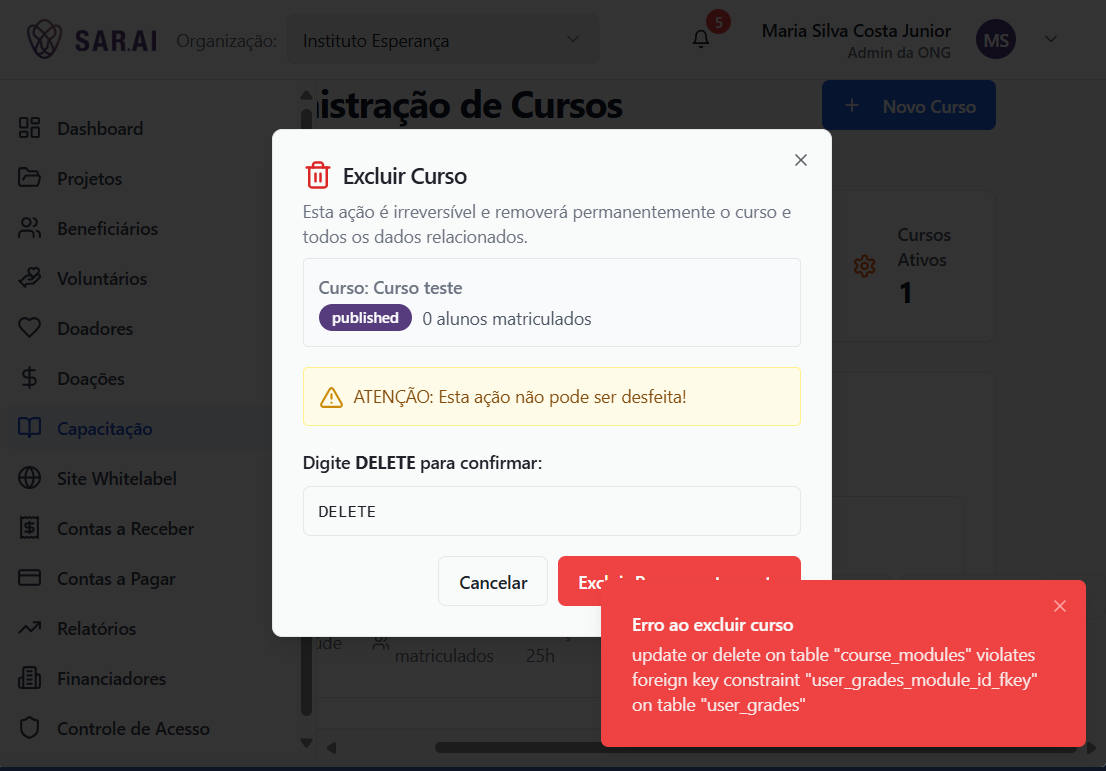 SAR.AI
Organização:
Instituto Esperança
5
Maria Silva Costa Junior
Admin da ONG
MS
Dashboard
Projetos
Beneficiários
Voluntários
Doadores
Doações
Capacitação
Site Whitelabel
Contas a Receber
Contas a Pagar
Relatórios
Financiadores
Controle de Acesso
istração de Cursos
Novo Curso
Cursos
Ativos
1
Excluir Curso
Esta ação é irreversível e removerá permanentemente o curso e
todos os dados relacionados.
Curso: Curso teste
published 0 alunos matriculados
ATENÇÃO: Esta ação não pode ser desfeita!
Digite DELETE para confirmar:
DELETE
Cancelar
matriculados
25h
Erro ao excluir curso
update or delete on table "course_modules" violates
foreign key constraint "user_grades_module_id_fkey"
on table "user_grades"